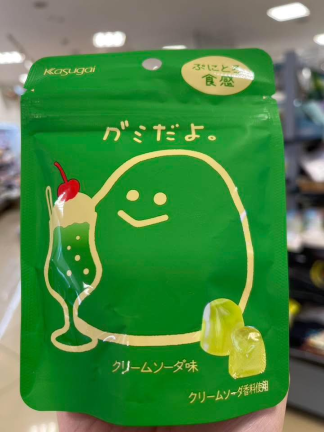 Kasugai
ぷにとろ
食感
グミだよ。
クリームソーダ味
クリームソーダ香料使用